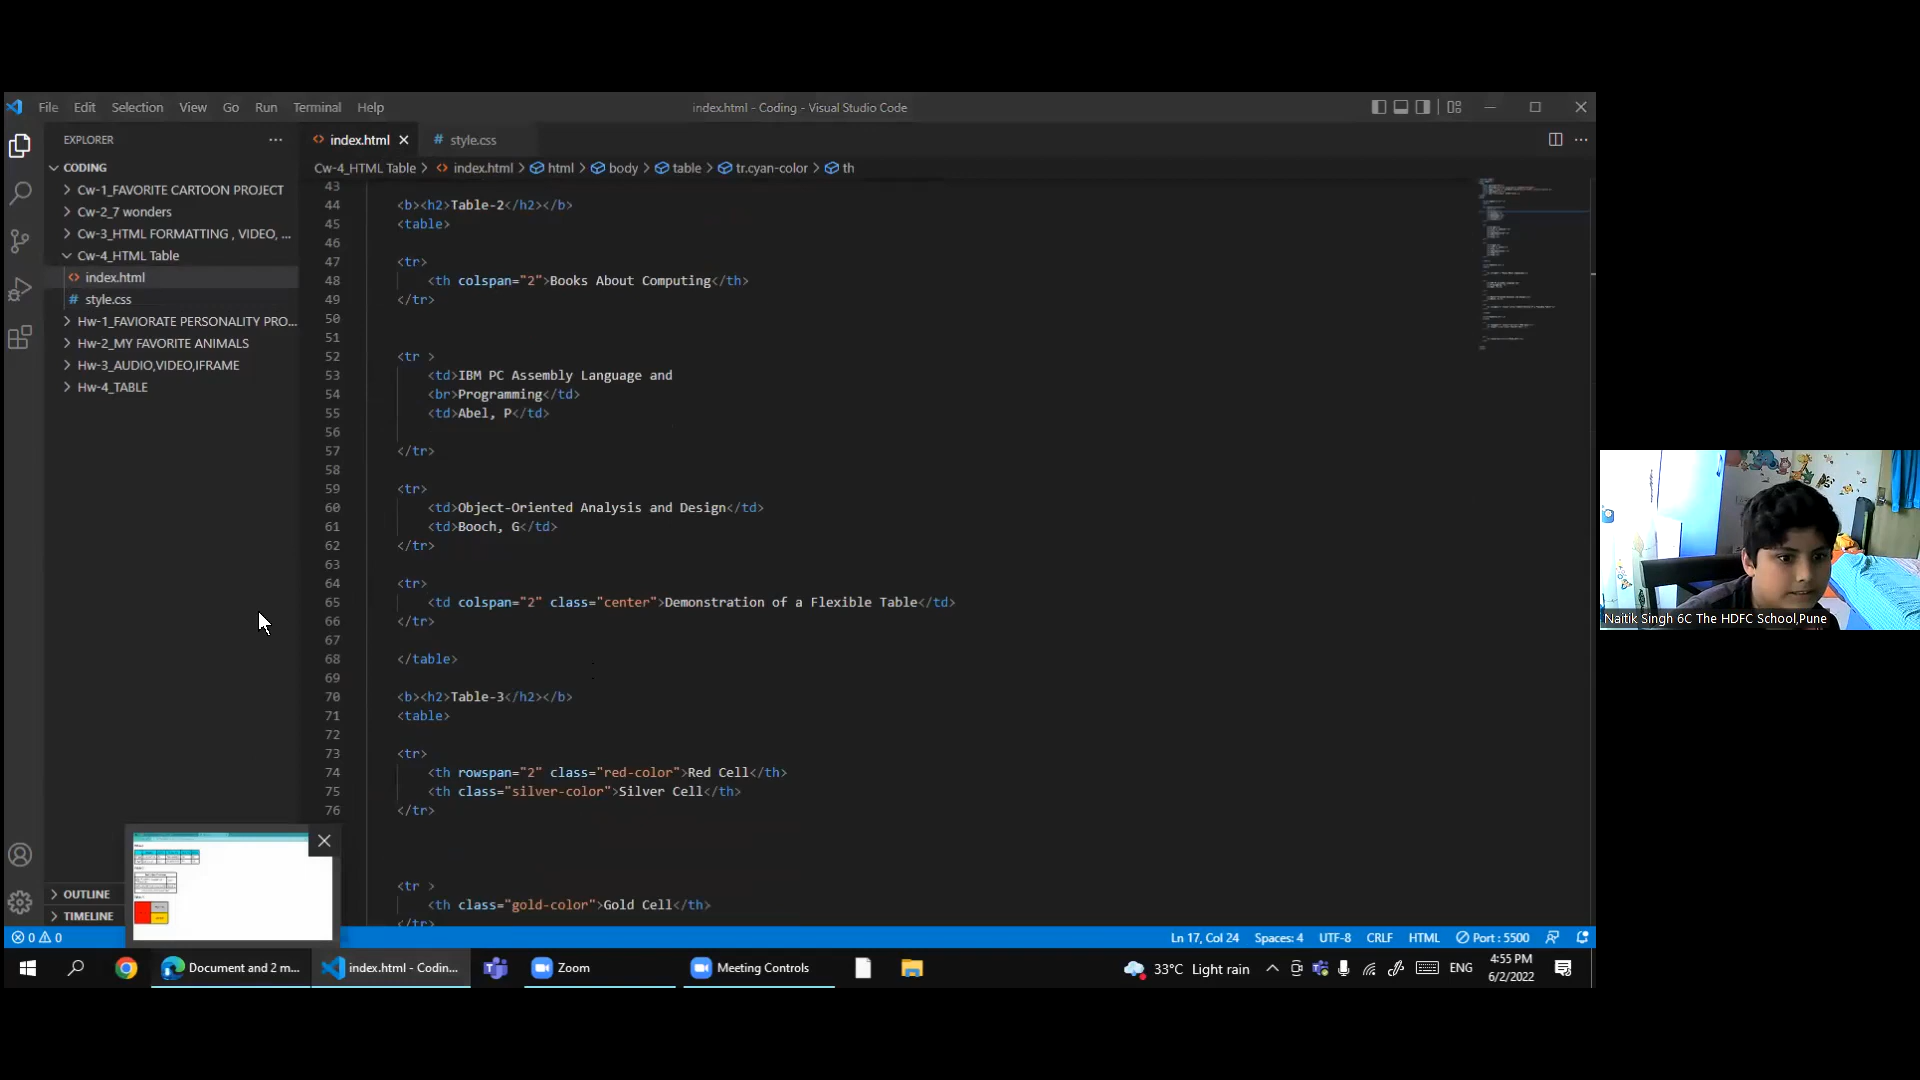 File Edit Selection View Go Run Terminal Help
index.html - Coding - Visual Studio Code
EXPLORER
index.html
# style.css
CODING
Cw-4_HTML Table > index.html > html > body > table > tr.cyan-color > th
Cw-1_FAVORITE CARTOON PROJECT
Cw-2_7 wonders
Cw-3_HTML FORMATTING , VIDEO, ...
Cw-4_HTML Table
index.html
# style.css
Hw-1_FAVIORATE PERSONALITY PRO...
Hw-2_MY FAVORITE ANIMALS
Hw-3_AUDIO,VIDEO,IFRAME
Hw-4_TABLE
43
44 <b><h2>Table-2</h2></b>
45 <table>
46
47 <tr>
48 <th colspan="2">Books About Computing</th>
49 </tr>
50
51
52 <tr >
53 <td>IBM PC Assembly Language and
54 <br>Programming</td>
55 <td>Abel, P</td>
56
57 </tr>
58
59 <tr>
60 <td>Object-Oriented Analysis and Design</td>
61 <td>Booch, G</td>
62 </tr>
63
64 <tr>
65 <td colspan="2" class="center">Demonstration of a Flexible Table</td>
66 </tr>
67
68 </table>
69
70 <b><h2>Table-3</h2></b>
71 <table>
72
73 <tr>
74 <th rowspan="2" class="red-color">Red Cell</th>
75 <th class="silver-color">Silver Cell</th>
76 </tr>
<tr >
<th class="gold-color">Gold Cell</th>
</tr>
OUTLINE
TIMELINE
0 0
Ln 17, Col 24 Spaces: 4 UTF-8 CRLF HTML Port : 5500
Document and 2 m...
index.html - Codin...
Zoom
Meeting Controls
33°C Light rain
ENG
4:55 PM
6/2/2022
Naitik Singh 6C The HDFC School,Pune